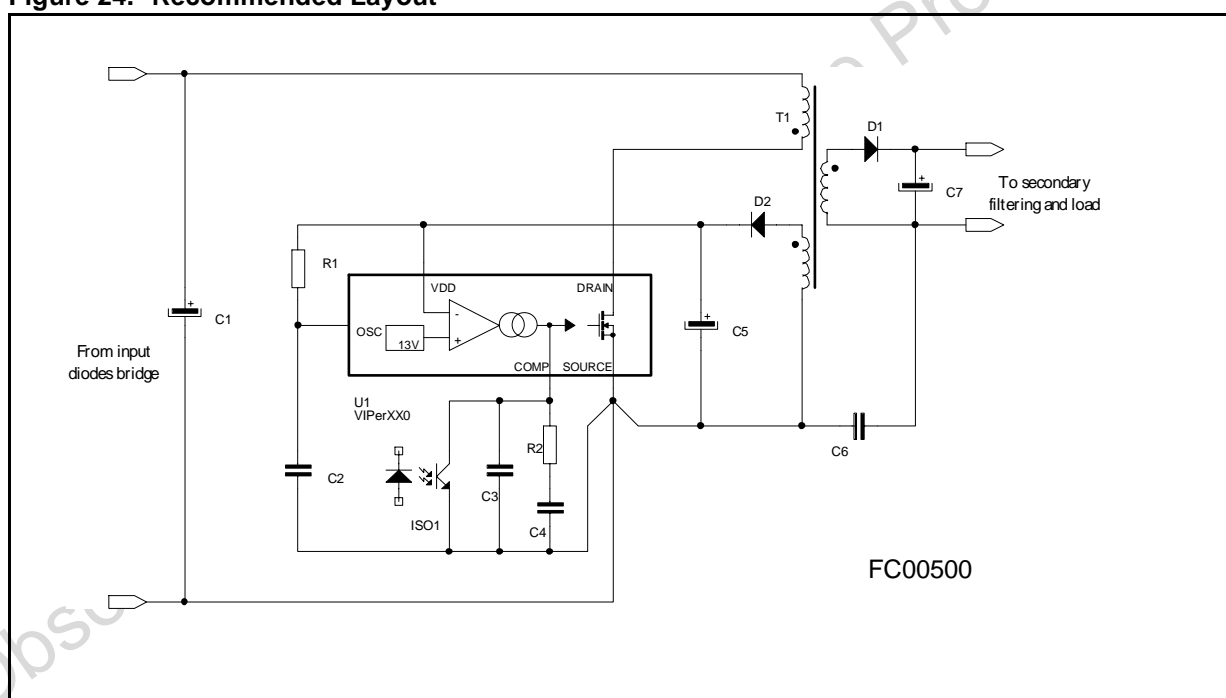 Figure 24. Recommended Layout
T1
D1
C7
To secondary
filtering and load
D2
R1
VDD
DRAIN
OSC
13V
-
+
COMP
SOURCE
C1
+
C5
+
From input
diodes bridge
U1
VIPerXX0
R2
C6
C2
C3
ISO1
C4
+
FC00500